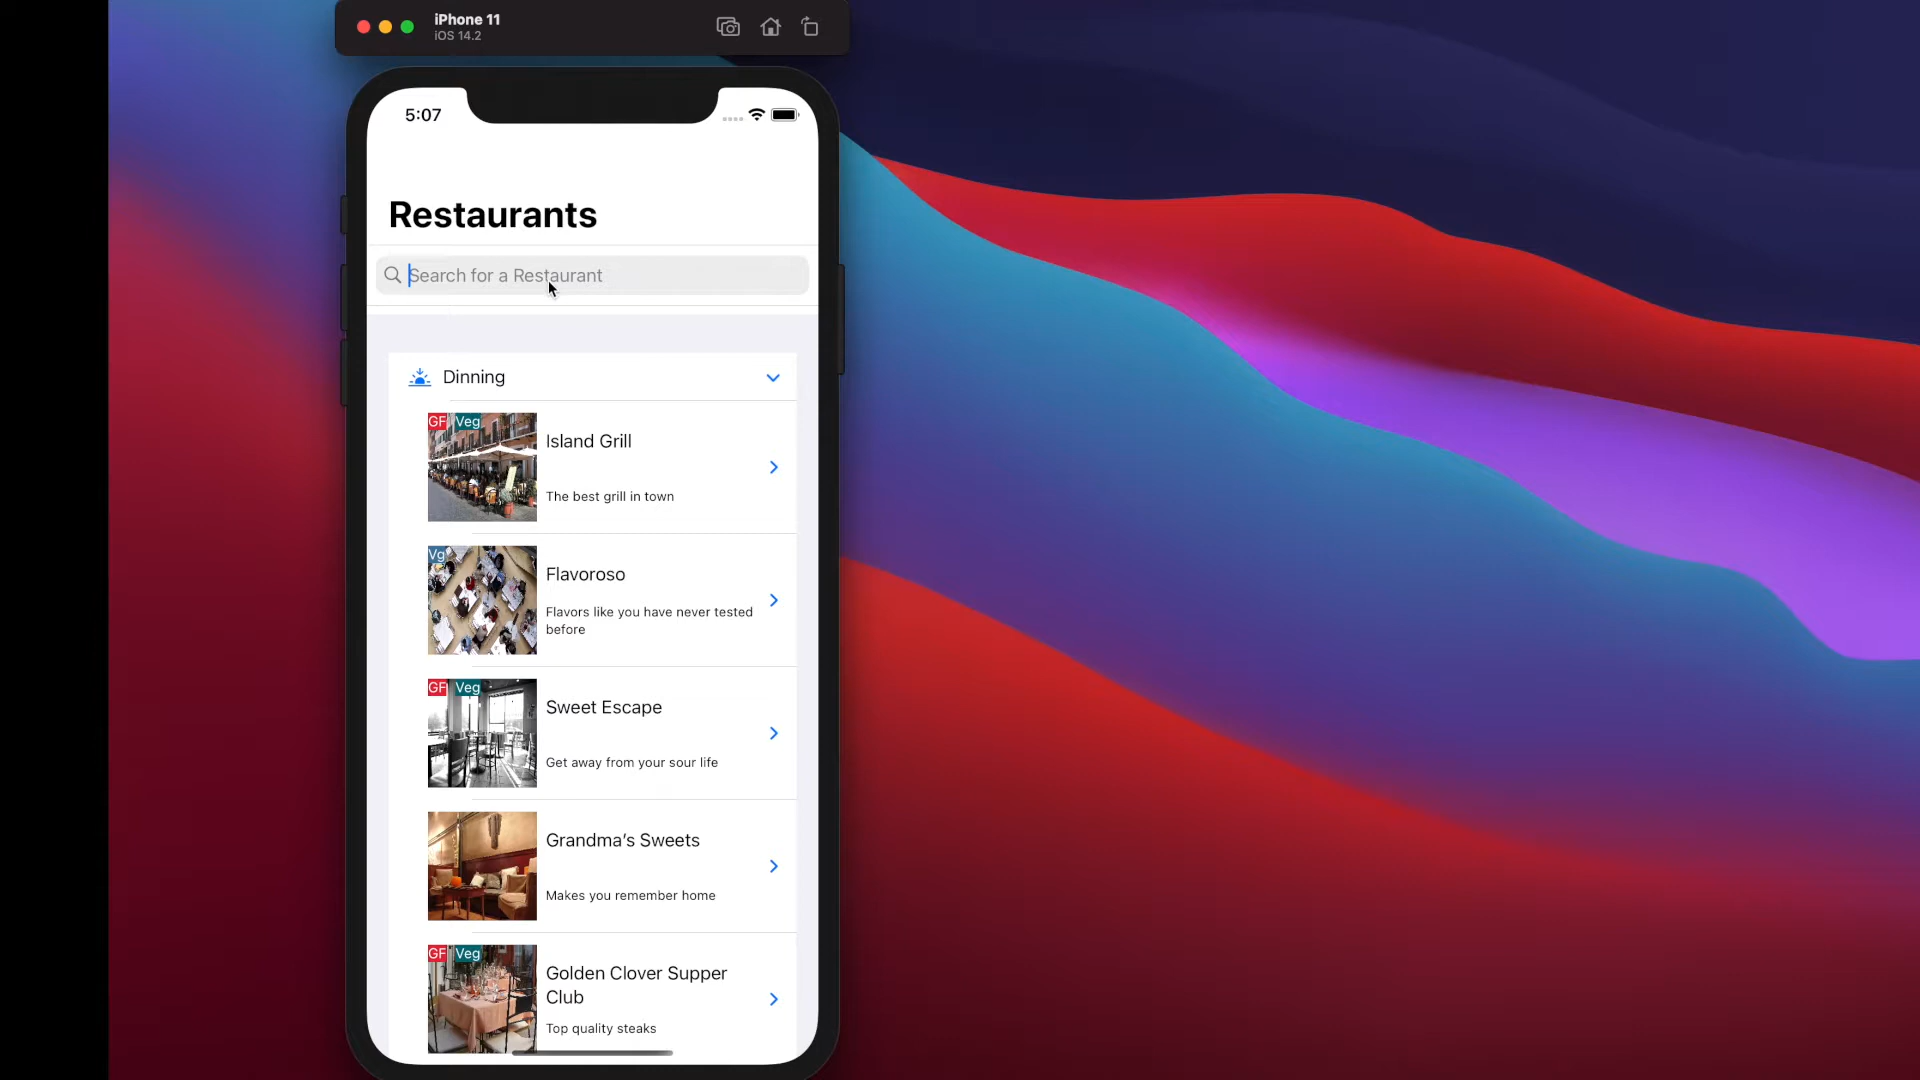 iPhone 11
iOS 14.2
5:07
Restaurants
Search for a Restaurant
Dinning
GF Veg
Island Grill
The best grill in town
Vg
Flavoroso
Flavors like you have never tested
before
GF Veg
Sweet Escape
Get away from your sour life
Grandma's Sweets
Makes you remember home
GF Veg
Golden Clover Supper
Club
Top quality steaks